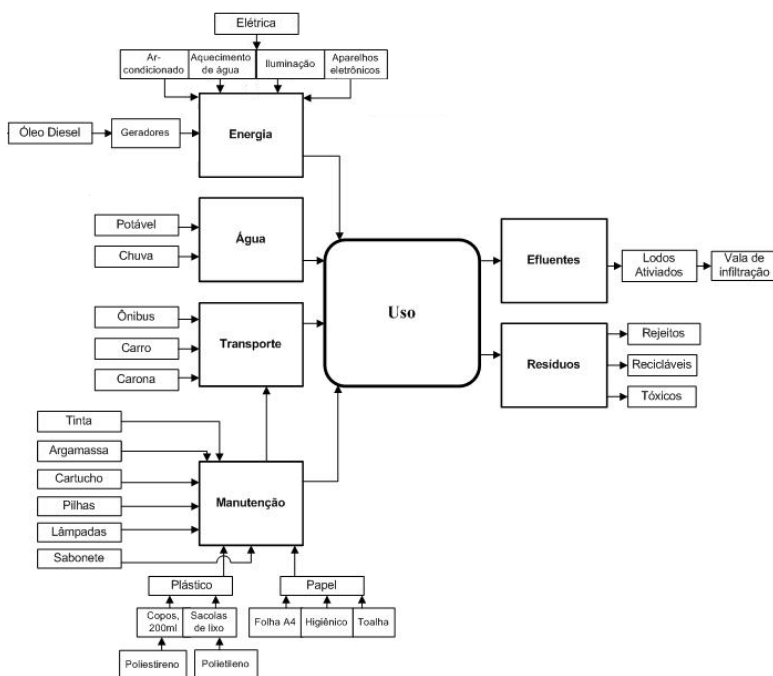 Elétrica
Ar-
condicionado
Aquecimento
de água
Iluminação
Aparelhos
eletrônicos
Óleo Diesel
Geradores
Energia
Potável
Chuva
Água
Ônibus
Carro
Carona
Transporte
Uso
Efluentes
Lodos
Ativiados
Vala de
infiltração
Resíduos
Rejeitos
Recicláveis
Tóxicos
Tinta
Argamassa
Cartucho
Pilhas
Lâmpadas
Sabonete
Manutenção
Plástico
Papel
Copos,
200ml
Sacolas
de lixo
Folha A4
Higiênico
Toalha
Poliestireno
Polietileno